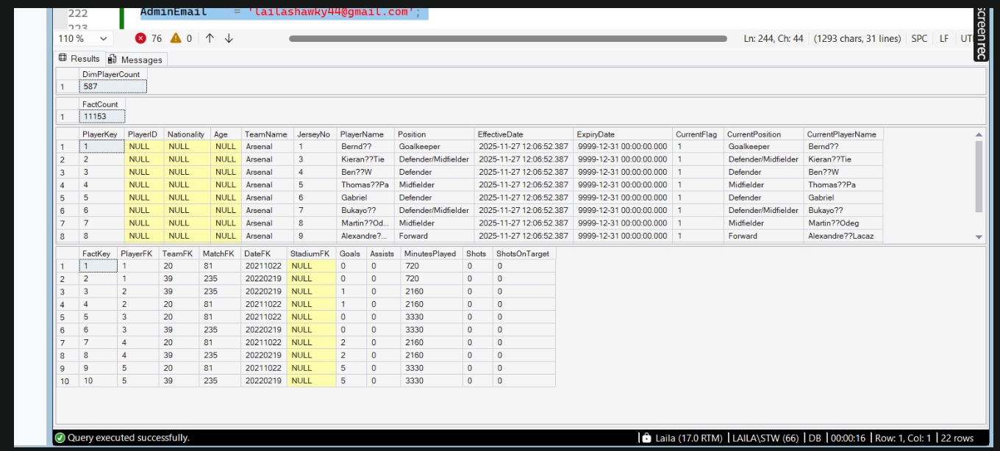 222
AdminEmail = 'lailashawky44@gmail.com';
223
screen rec
110 % 76 0 Ln: 244, Ch: 44 (1293 chars, 31 lines) SPC LF
Results Messages
DimPlayerCount
1 587
FactCount
1 11153
PlayerKey PlayerID Nationality Age TeamName JerseyNo PlayerName Position EffectiveDate ExpiryDate CurrentFlag CurrentPosition CurrentPlayerName
1 1 NULL NULL NULL Arsenal 1 Bernd?? Goalkeeper 2025-11-27 12:06:52.387 9999-12-31 00:00:00.000 1 Goalkeeper Bernd??
2 2 NULL NULL NULL Arsenal 3 Kieran??Tie Defender/Midfielder 2025-11-27 12:06:52.387 9999-12-31 00:00:00.000 1 Defender/Midfielder Kieran??Tie
3 3 NULL NULL NULL Arsenal 4 Ben??W Defender 2025-11-27 12:06:52.387 9999-12-31 00:00:00.000 1 Defender Ben??W
4 4 NULL NULL NULL Arsenal 5 Thomas??Pa Midfielder 2025-11-27 12:06:52.387 9999-12-31 00:00:00.000 1 Midfielder Thomas??Pa
5 5 NULL NULL NULL Arsenal 6 Gabriel Defender 2025-11-27 12:06:52.387 9999-12-31 00:00:00.000 1 Defender Gabriel
6 6 NULL NULL NULL Arsenal 7 Bukayo?? Defender/Midfielder 2025-11-27 12:06:52.387 9999-12-31 00:00:00.000 1 Defender/Midfielder Bukayo??
7 7 NULL NULL NULL Arsenal 8 Martin??Od... Midfielder 2025-11-27 12:06:52.387 9999-12-31 00:00:00.000 1 Midfielder Martin??Odeg
8 8 NULL NULL NULL Arsenal 9 Alexandre?... Forward 2025-11-27 12:06:52.387 9999-12-31 00:00:00.000 1 Forward Alexandre??Lacaz
FactKey PlayerFK TeamFK MatchFK DateFK StadiumFK Goals Assists MinutesPlayed Shots ShotsOnTarget
1 1 1 20 81 20211022 NULL 0 0 720 0 0
2 2 1 39 235 20220219 NULL 0 0 720 0 0
3 3 2 39 235 20220219 NULL 1 0 2160 0 0
4 4 2 20 81 20211022 NULL 1 0 2160 0 0
5 5 3 20 81 20211022 NULL 0 0 3330 0 0
6 6 3 39 235 20220219 NULL 0 0 3330 0 0
7 7 4 20 81 20211022 NULL 2 0 2160 0 0
8 8 4 39 235 20220219 NULL 2 0 2160 0 0
9 9 5 20 81 20211022 NULL 5 0 3330 0 0
10 10 5 39 235 20220219 NULL 5 0 3330 0 0
Query executed successfully. Laila (17.0 RTM) LAILA\STW (66) DB 00:00:16 Row: 1, Col: 1 22 rows